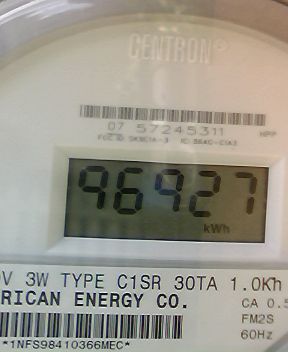 CENTRON®
07 57245311 HPP
96927
kWh
V 3W TYPE C1SR 30TA 1.0Kh
RICAN ENERGY CO. CA 0.5
FM2S
60Hz
*1NFS98410366MEC*